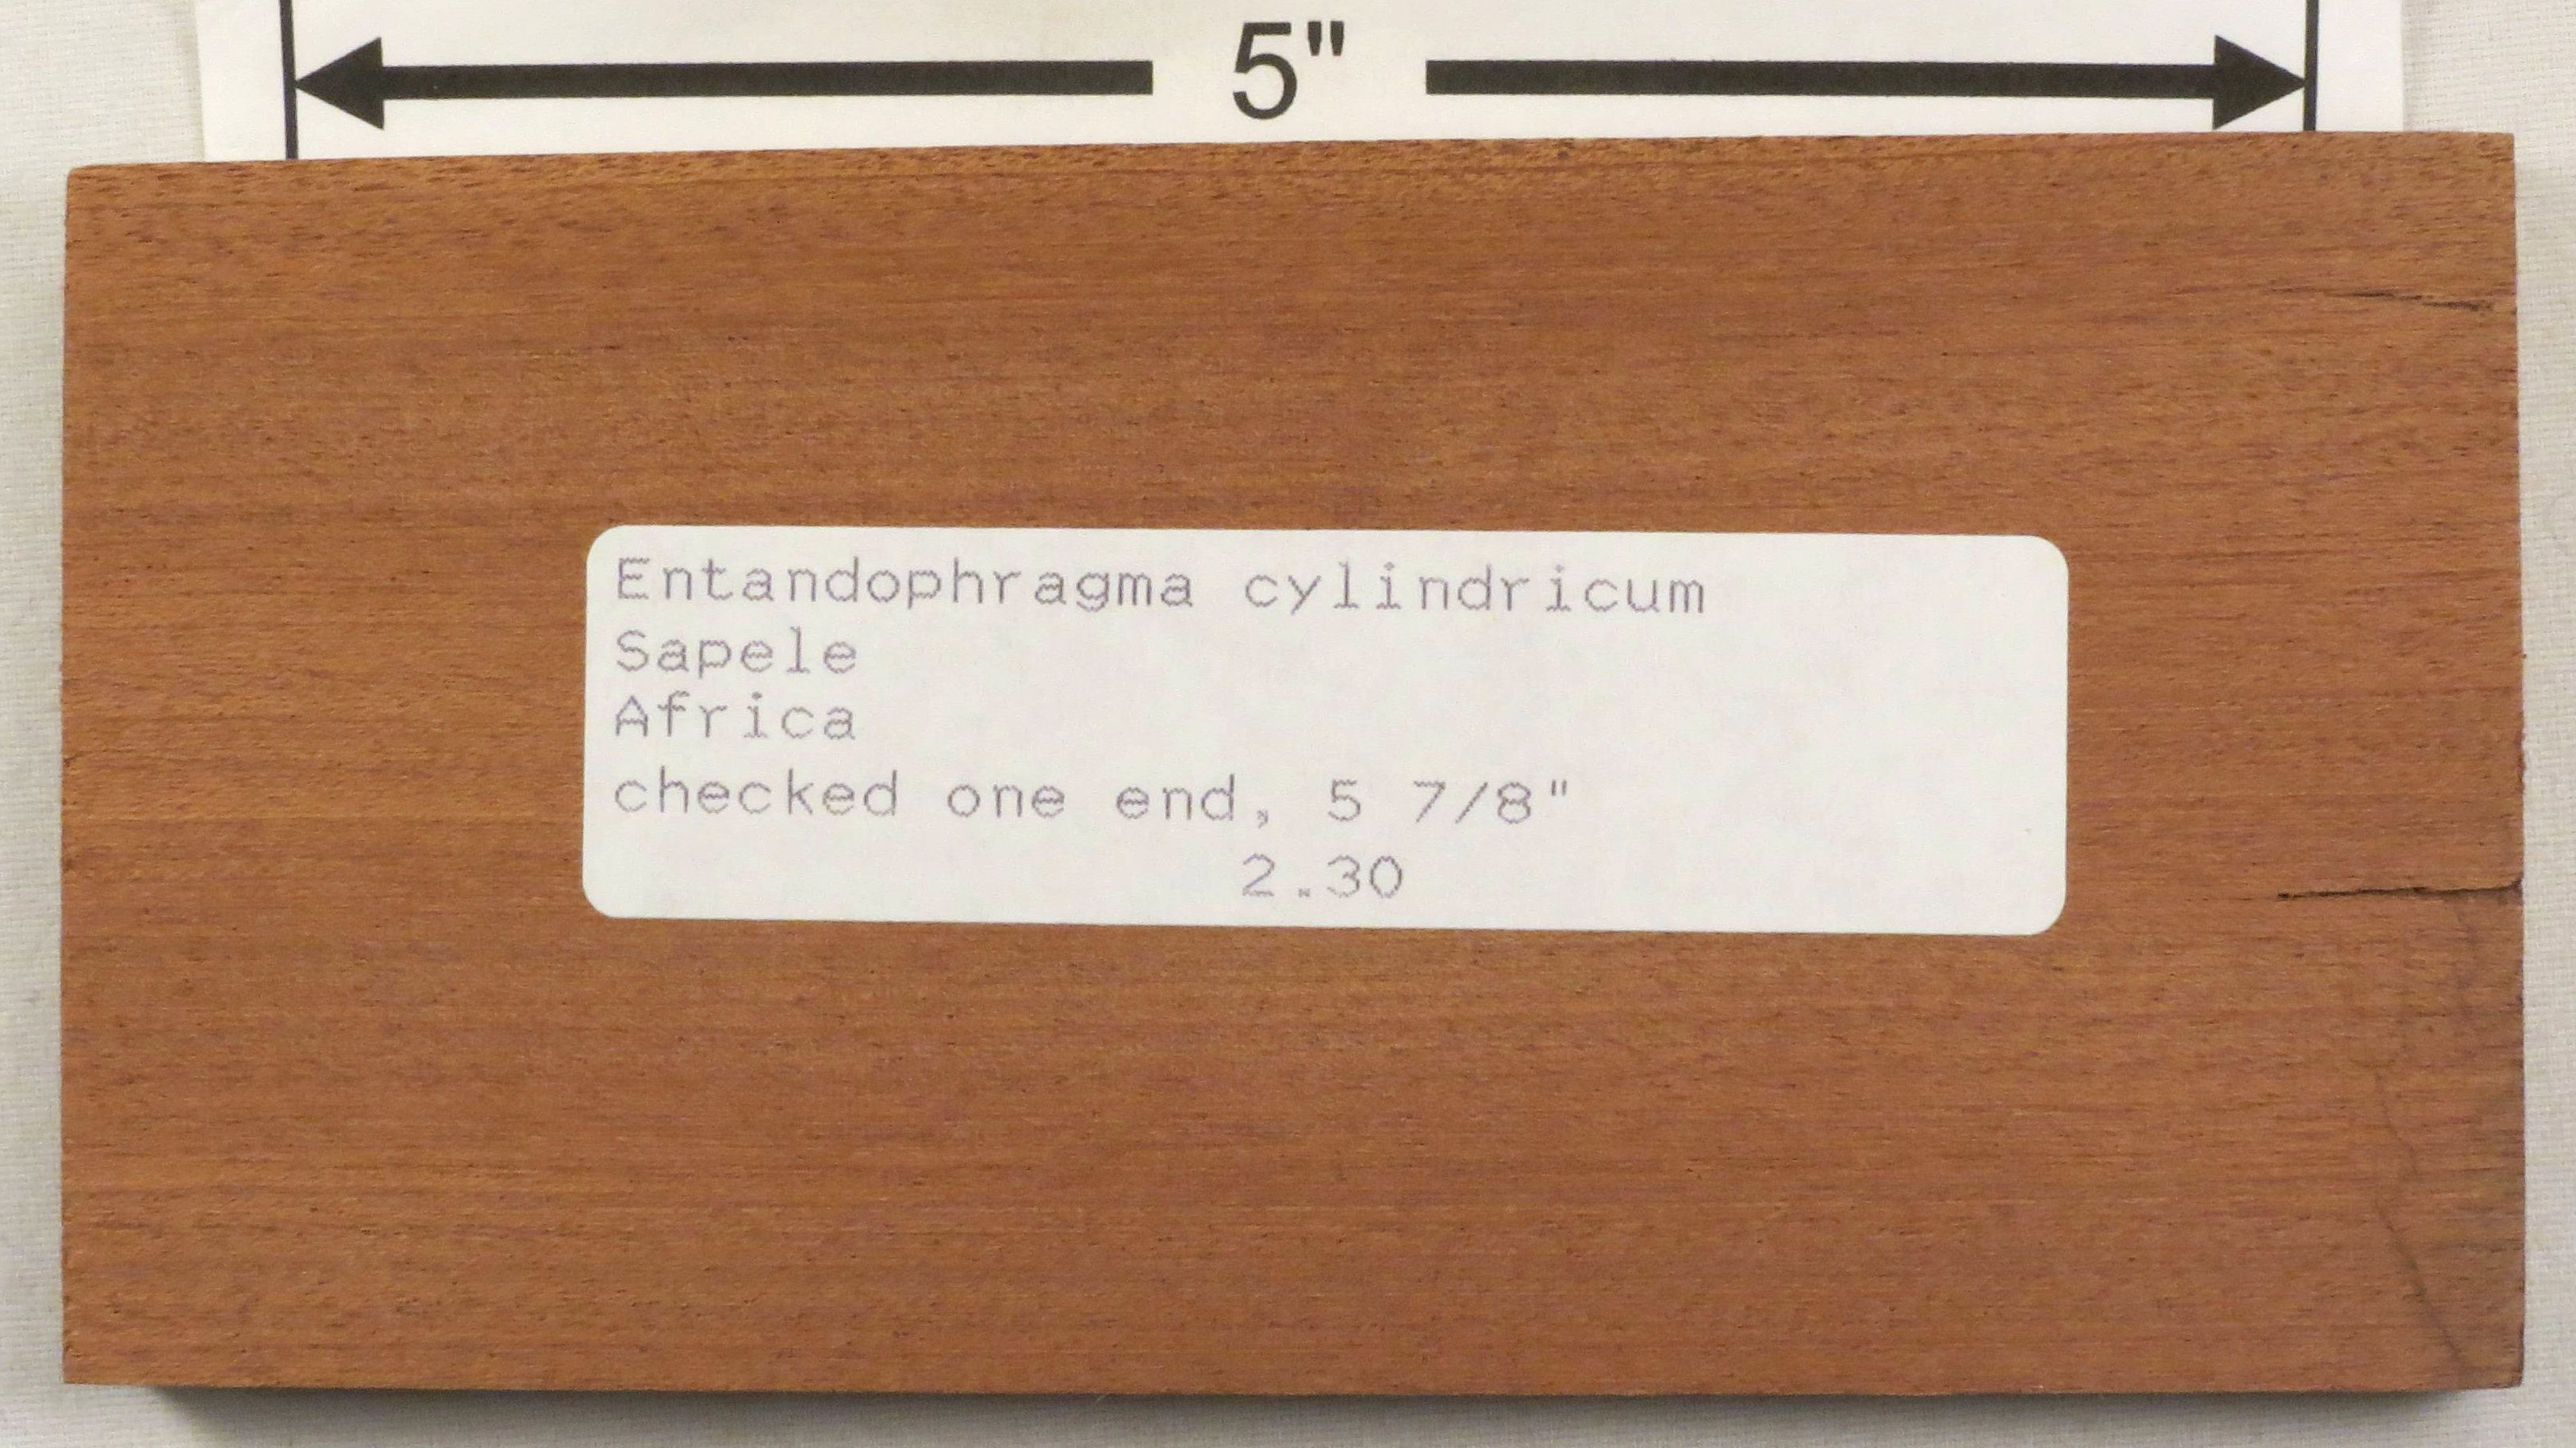 5"
Entandophragma cylindricum
Sapele
Africa
checked one end, 5 7/8"
2.30